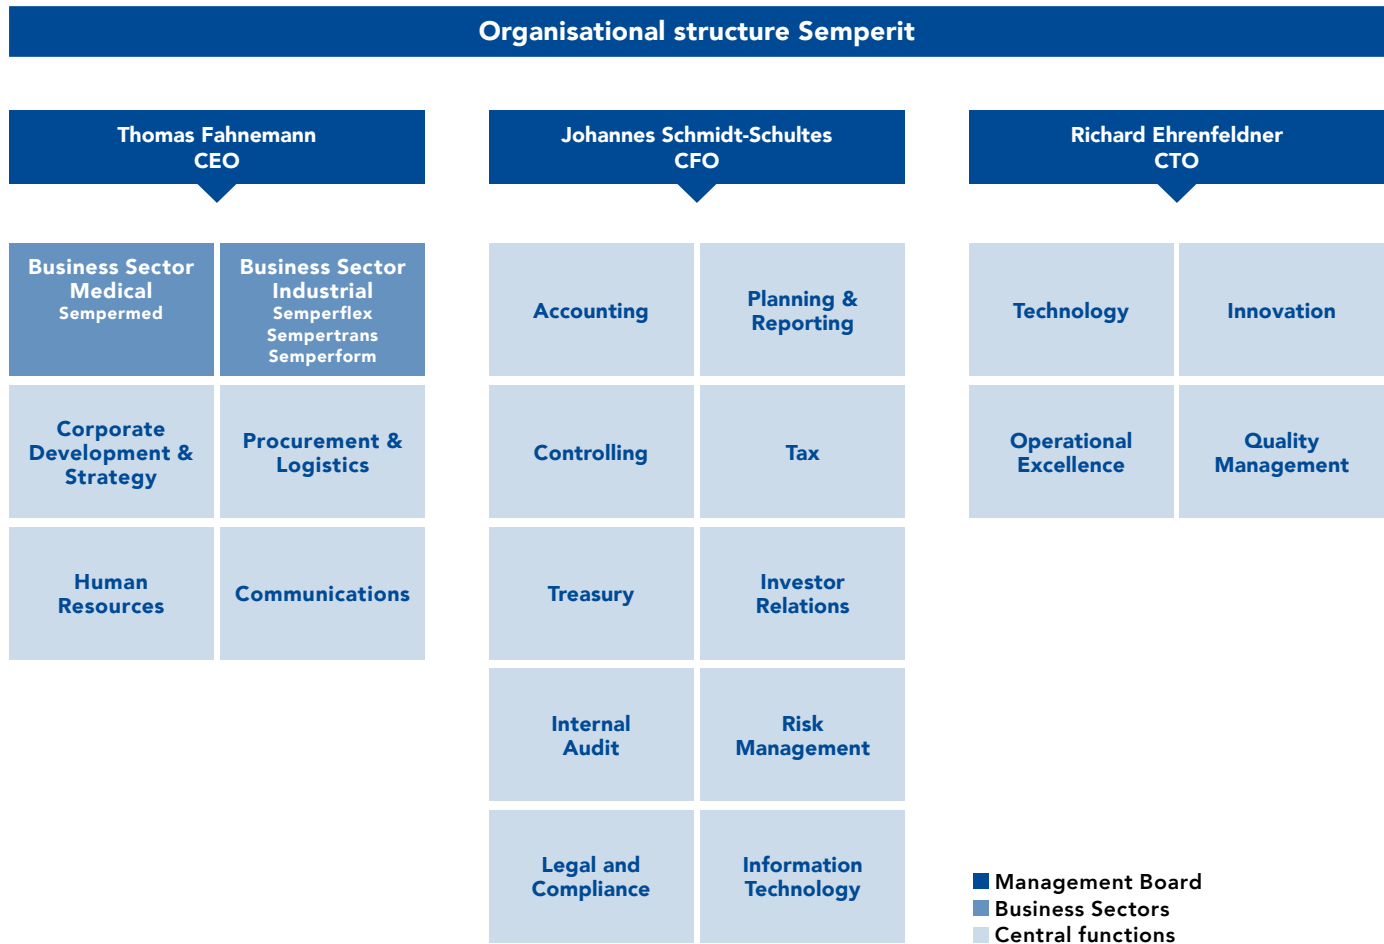 Organisational structure Semperit
Thomas Fahnemann
CEO
Business Sector
Medical
Sempermed
Business Sector
Industrial
Semperflex
Sempertrans
Semperform
Corporate
Development &
Strategy
Procurement &
Logistics
Human
Resources
Communications
Johannes Schmidt-Schultes
CFO
Accounting
Planning &
Reporting
Controlling
Tax
Treasury
Investor
Relations
Internal
Audit
Risk
Management
Legal and
Compliance
Information
Technology
Richard Ehrenfeldner
CTO
Technology
Innovation
Operational
Excellence
Quality
Management
Management Board
Business Sectors
Central functions